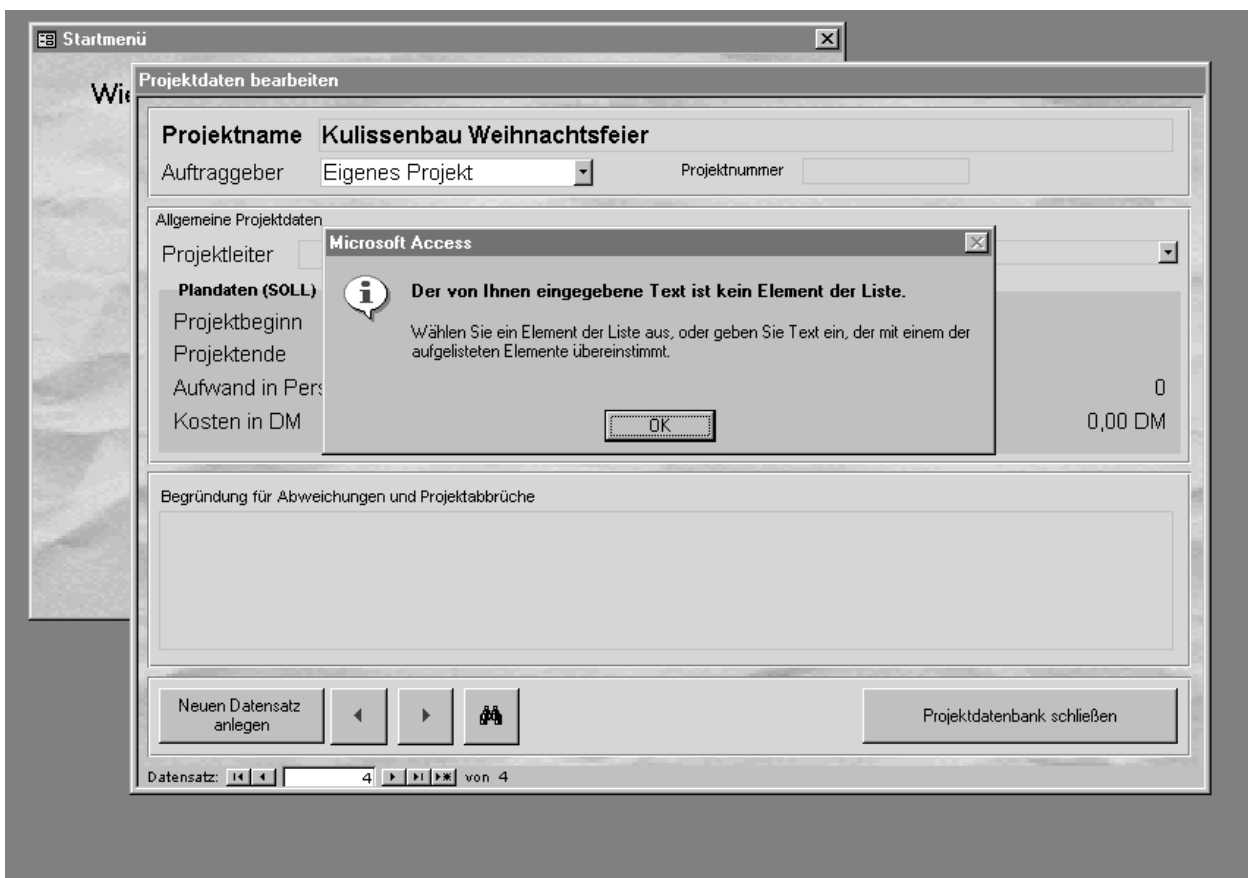 Startmenü
Wie
Projektdaten bearbeiten
Projektname Kulissenbau Weihnachtsfeier
Auftraggeber Eigenes Projekt Projektnummer
Allgemeine Projektdaten
Projektleiter
Microsoft Access
Der von Ihnen eingegebene Text ist kein Element der Liste.
Wählen Sie ein Element der Liste aus, oder geben Sie Text ein, der mit einem der
aufgelisteten Elemente übereinstimmt.
OK
Plandaten (SOLL)
Projektbeginn
Projektende
Aufwand in Pers 0
Kosten in DM 0,00 DM
Begründung für Abweichungen und Projektabbrüche
Neuen Datensatz
anlegen
Projektdatenbank schließen
Datensatz: 4 von 4